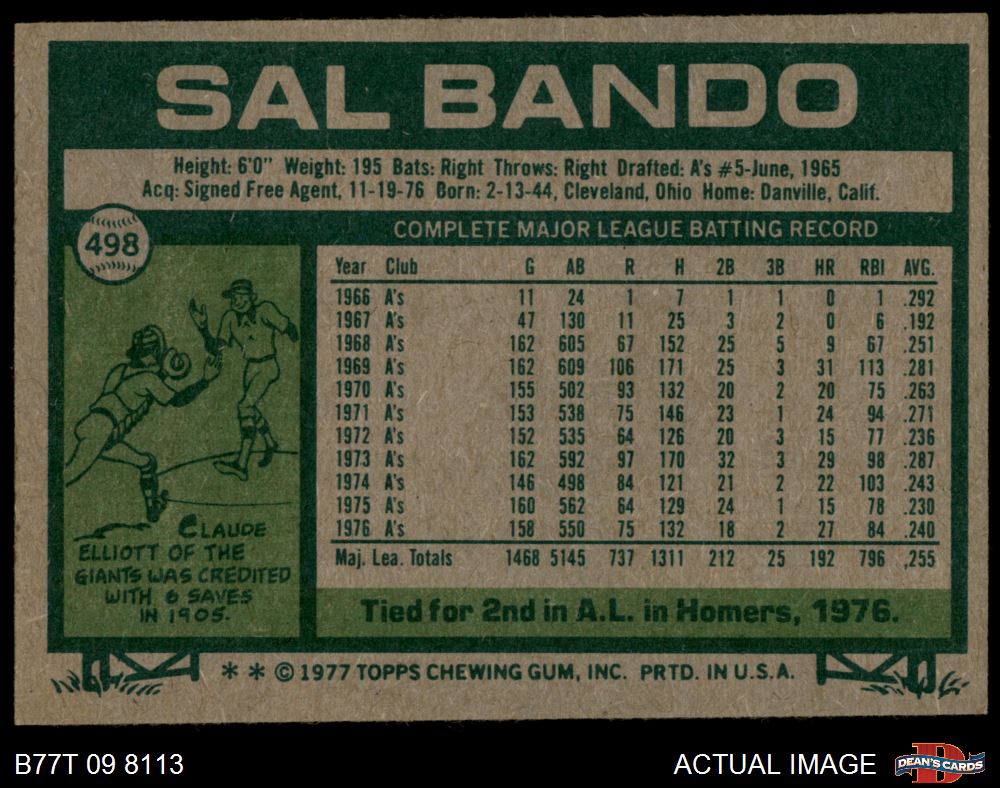 SAL BANDO
Height: 6'0" Weight: 195 Bats: Right Throws: Right Drafted: A's #5-June, 1965
Acq: Signed Free Agent, 11-19-76 Born: 2-13-44, Cleveland, Ohio Home: Danville, Calif.
498
COMPLETE MAJOR LEAGUE BATTING RECORD
Year Club G AB R H 2B 3B HR RBI AVG.
1966 A's 11 24 1 7 1 1 0 1 .292
1967 A's 47 130 11 25 3 2 0 6 .192
1968 A's 162 605 67 152 25 5 9 67 .251
1969 A's 162 609 106 171 25 3 31 113 .281
1970 A's 155 502 93 132 20 2 20 75 .263
1971 A's 153 538 75 146 23 1 24 94 .271
1972 A's 152 535 64 126 20 3 15 77 .236
1973 A's 162 592 97 170 32 3 29 98 .287
1974 A's 146 498 84 121 21 2 22 103 .243
1975 A's 160 562 64 129 24 1 15 78 .230
1976 A's 158 550 75 132 18 2 27 84 .240
Maj. Lea. Totals 1468 5145 737 1311 212 25 192 796 .255
CLAUDE
ELLIOTT OF THE
GIANTS WAS CREDITED
WITH 6 SAVES
IN 1905.
Tied for 2nd in A.L. in Homers, 1976.
* * © 1977 TOPPS CHEWING GUM, INC. PRTD. IN U.S.A.
B77T 09 8113
ACTUAL IMAGE
DEAN'S CARDS